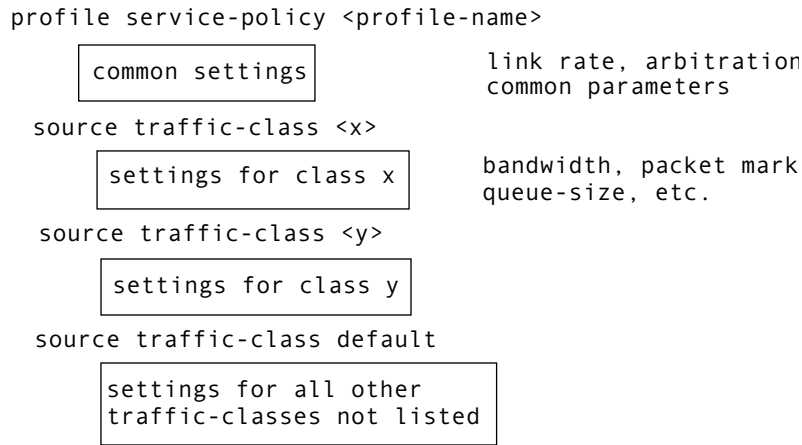 profile service-policy <profile-name>
common settings
link rate, arbitration
common parameters
source traffic-class <x>
settings for class x
bandwidth, packet mark
queue-size, etc.
source traffic-class <y>
settings for class y
source traffic-class default
settings for all other
traffic-classes not listed